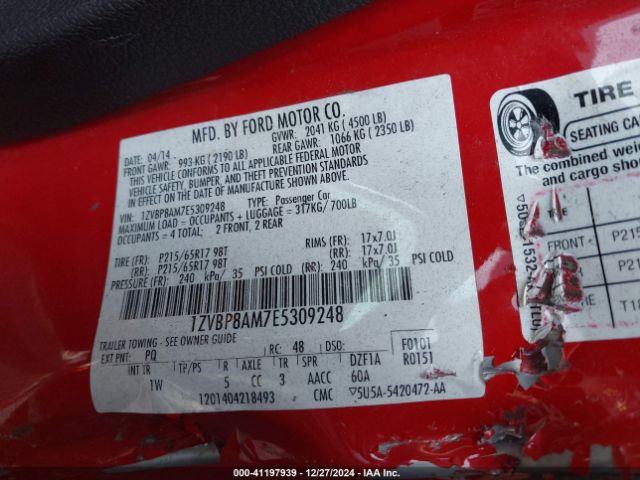 MFD. BY FORD MOTOR CO.
DATE: 04/14 GVWR: 2041 KG (4500 LB)
FRONT GAWR: 993 KG (2190 LB) REAR GAWR: 1066 KG (2350 LB)
THIS VEHICLE CONFORMS TO ALL APPLICABLE FEDERAL MOTOR
VEHICLE SAFETY, BUMPER, AND THEFT PREVENTION STANDARDS
IN EFFECT ON THE DATE OF MANUFACTURE SHOWN ABOVE.
VIN: 1ZVBP8AM7E5309248 TYPE: Passenger Car
MAXIMUM LOAD = OCCUPANTS + LUGGAGE = 317KG/700LB
OCCUPANTS = 4 TOTAL: 2 FRONT, 2 REAR
TIRE (FR): P215/65R17 98T RIMS (FR): 17x7.0J
(RR): P215/65R17 98T (RR): 17x7.0J
PRESSURE (FR): 240 kPa/ 35 PSI COLD (RR): 240 kPa/ 35 PSI COLD
1ZVBP8AM7E5309248
TRAILER TOWING - SEE OWNER GUIDE
EXT PNT: PQ RC: 48 DSO: F0101
R0151
INT TR TP/PS R AXLE TR SPR DZF1A
1W 5 CC 3 AACC 60A
1201404218493 CMC 5U5A-5420472-AA
TIRE
SEATING CA
The combined weig
and cargo shou
FRONT P215
P21
T18
000-41197939 - 12/27/2024 - IAA Inc.